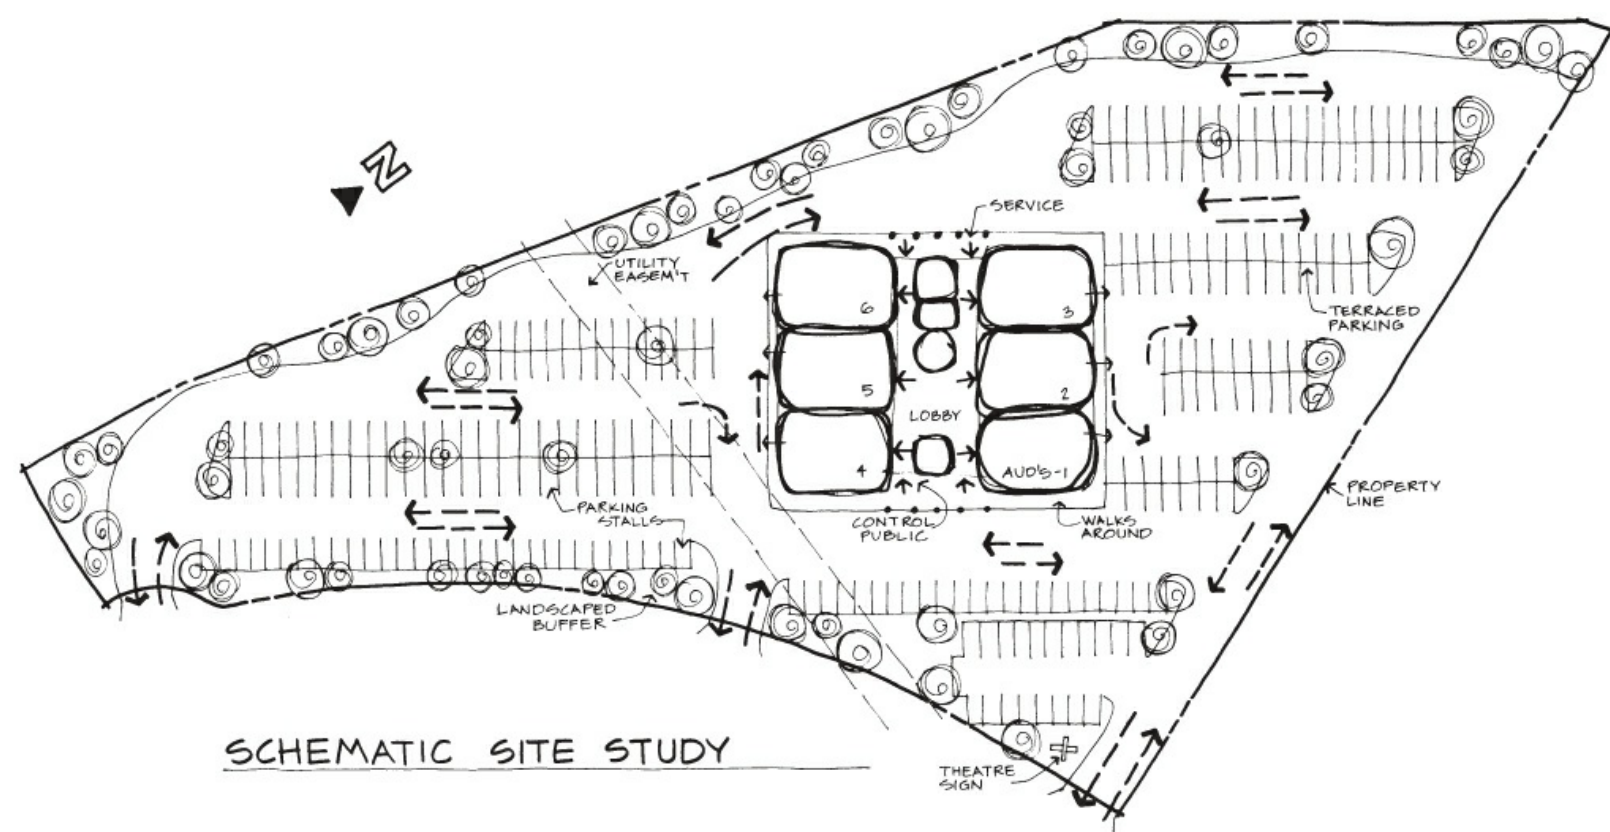 N
SERVICE
UTILITY
EASEM'T
6
3
TERRACED
PARKING
5
2
LOBBY
4
AUD'S-1
PROPERTY
LINE
PARKING
STALLS
CONTROL
PUBLIC
WALKS
AROUND
LANDSCAPED
BUFFER
SCHEMATIC SITE STUDY
THEATRE
SIGN